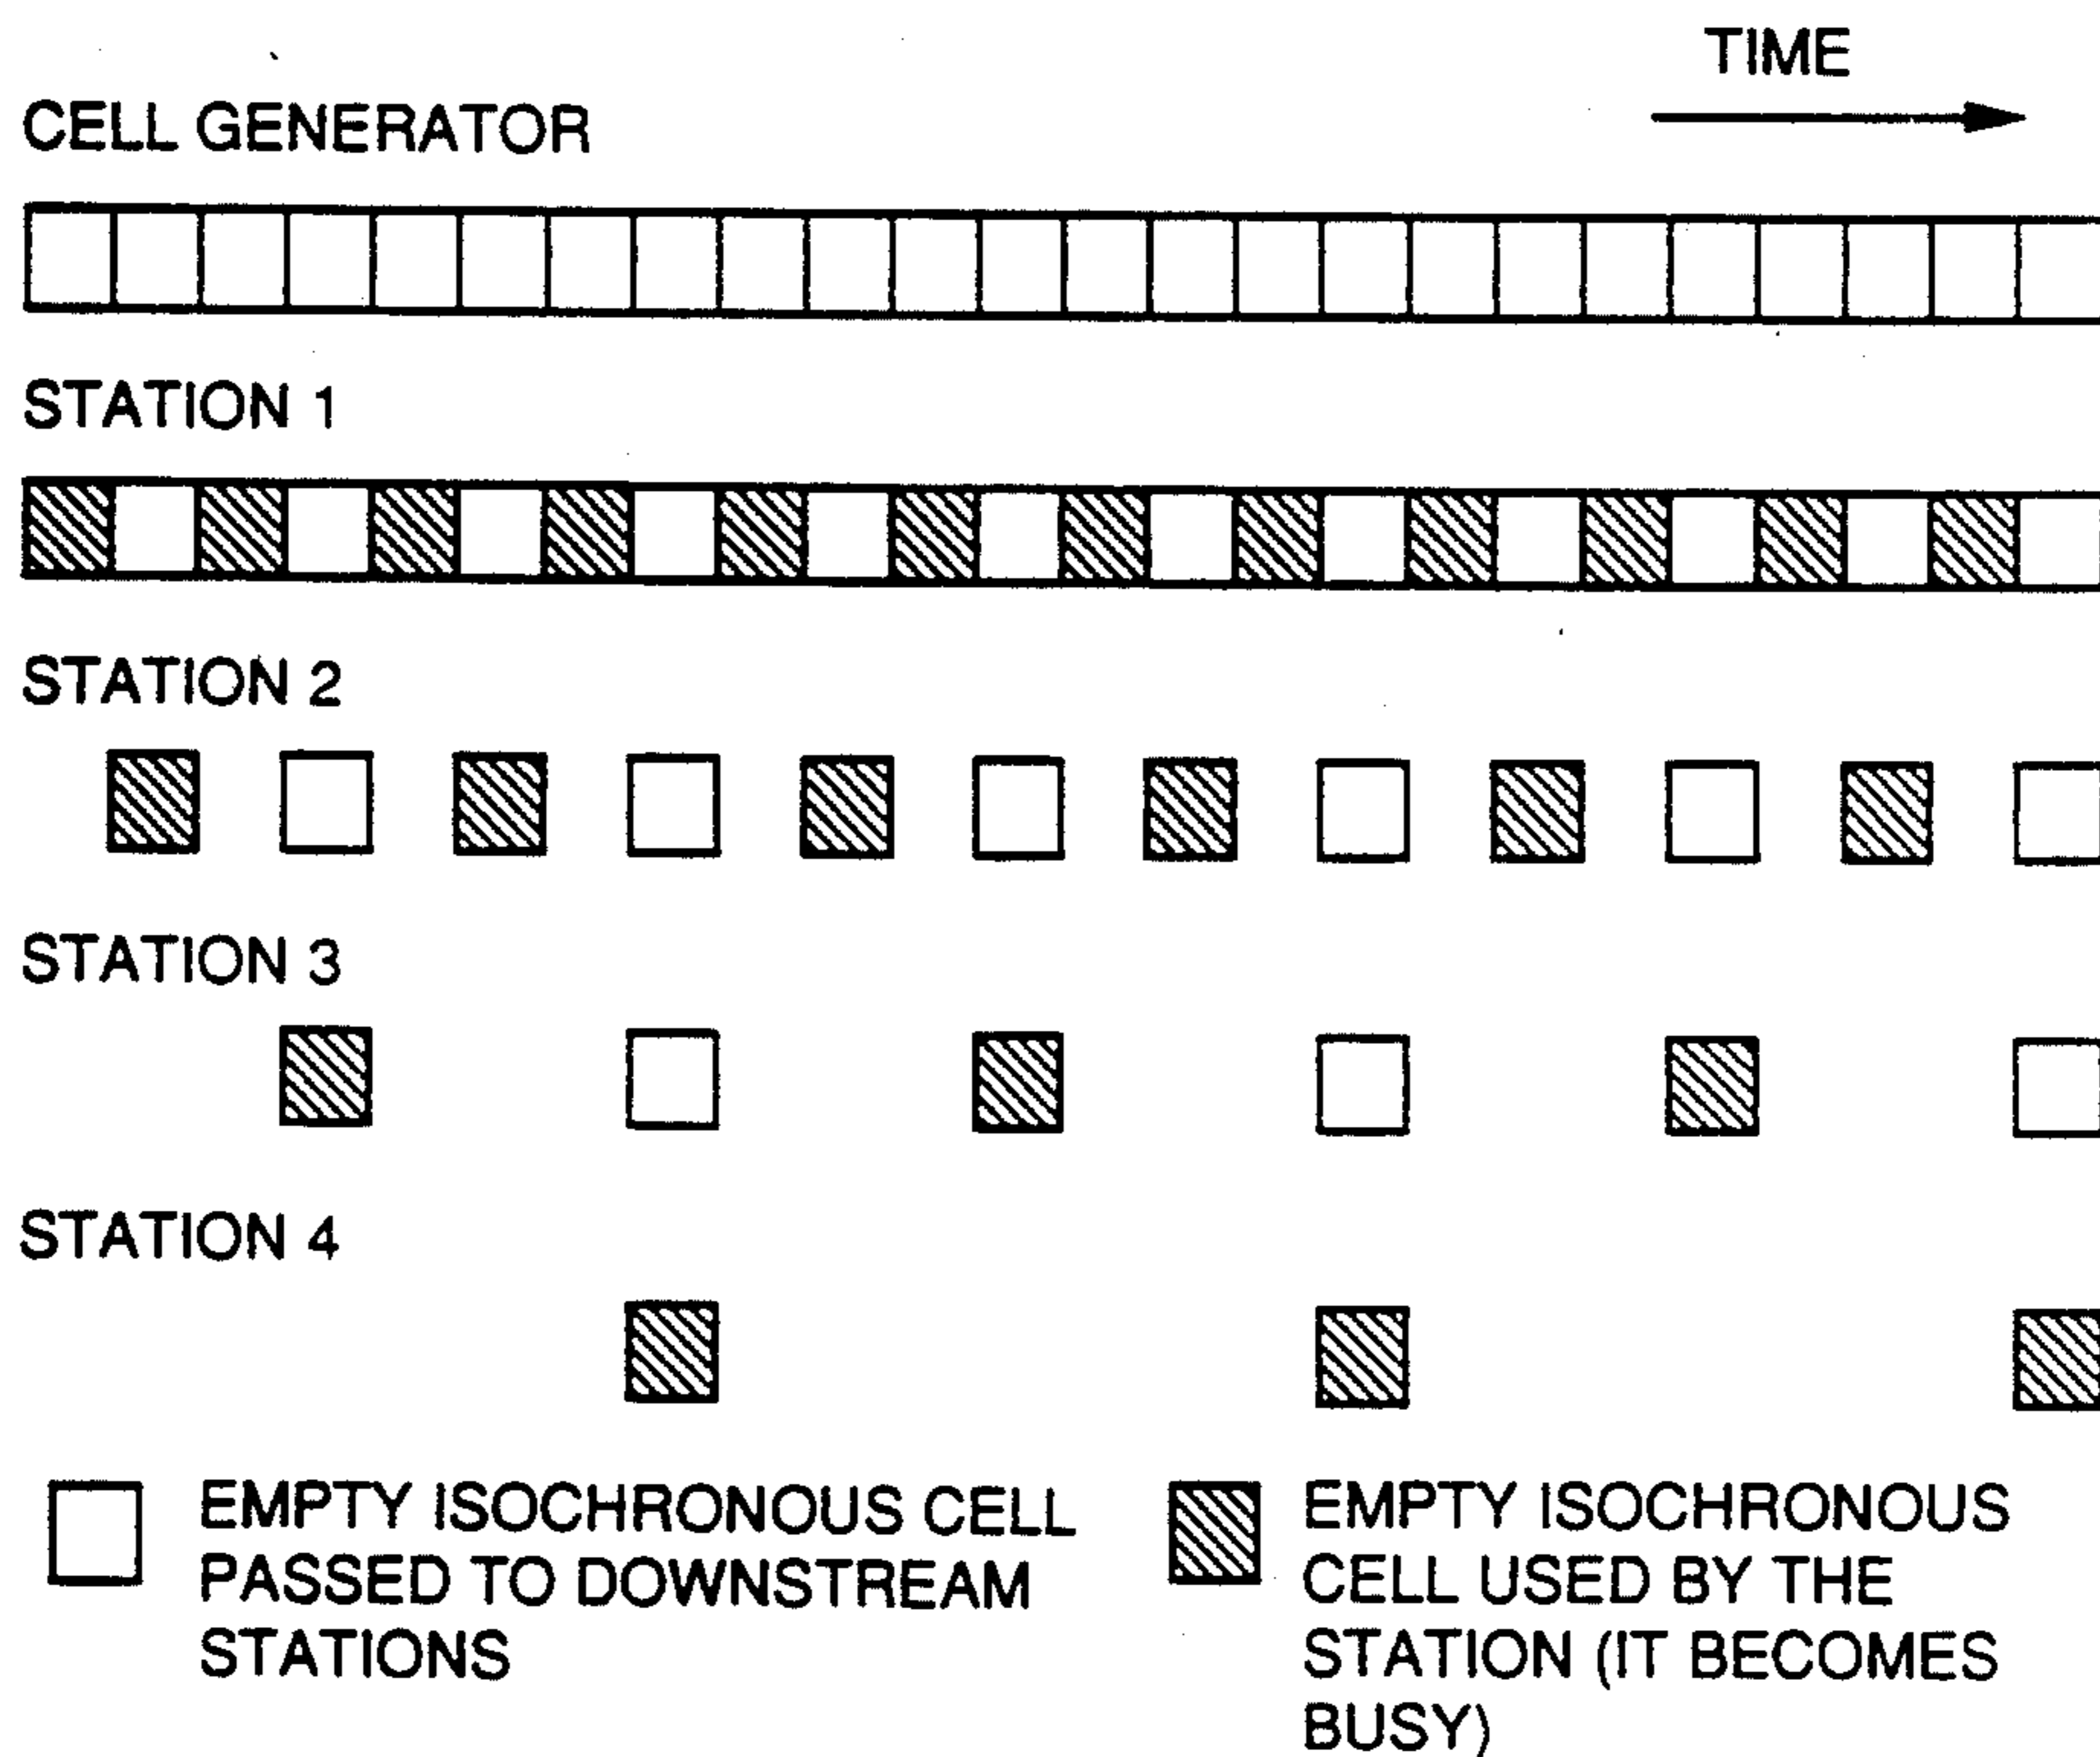 TIME
CELL GENERATOR
STATION 1
STATION 2
STATION 3
STATION 4
EMPTY ISOCHRONOUS CELL
PASSED TO DOWNSTREAM
STATIONS
EMPTY ISOCHRONOUS
CELL USED BY THE
STATION (IT BECOMES
BUSY)